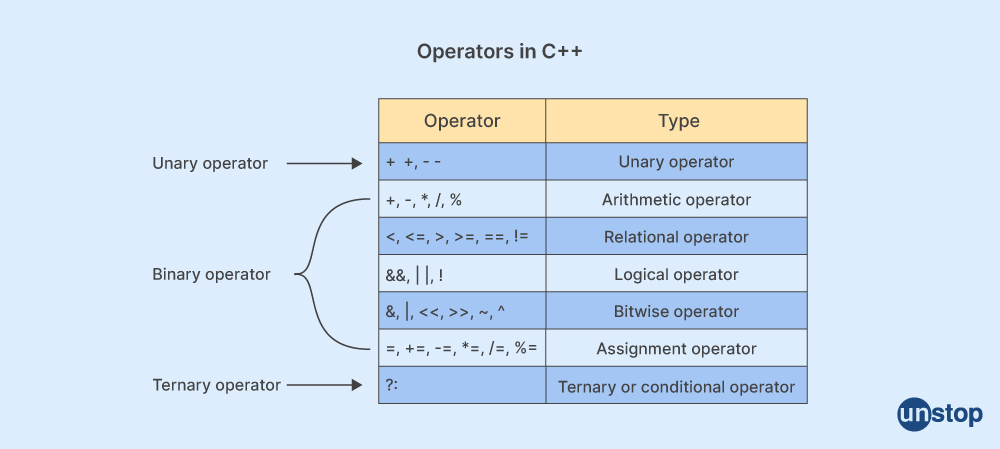 Operators in C++
Operator Type
Unary operator + +, - - Unary operator
+, -, *, /, % Arithmetic operator
<, <=, >, >=, ==, != Relational operator
Binary operator &&, | |, ! Logical operator
&, |, <<, >>, ~, ^ Bitwise operator
=, +=, -=, *=, /=, %= Assignment operator
Ternary operator ?: Ternary or conditional operator
unstop